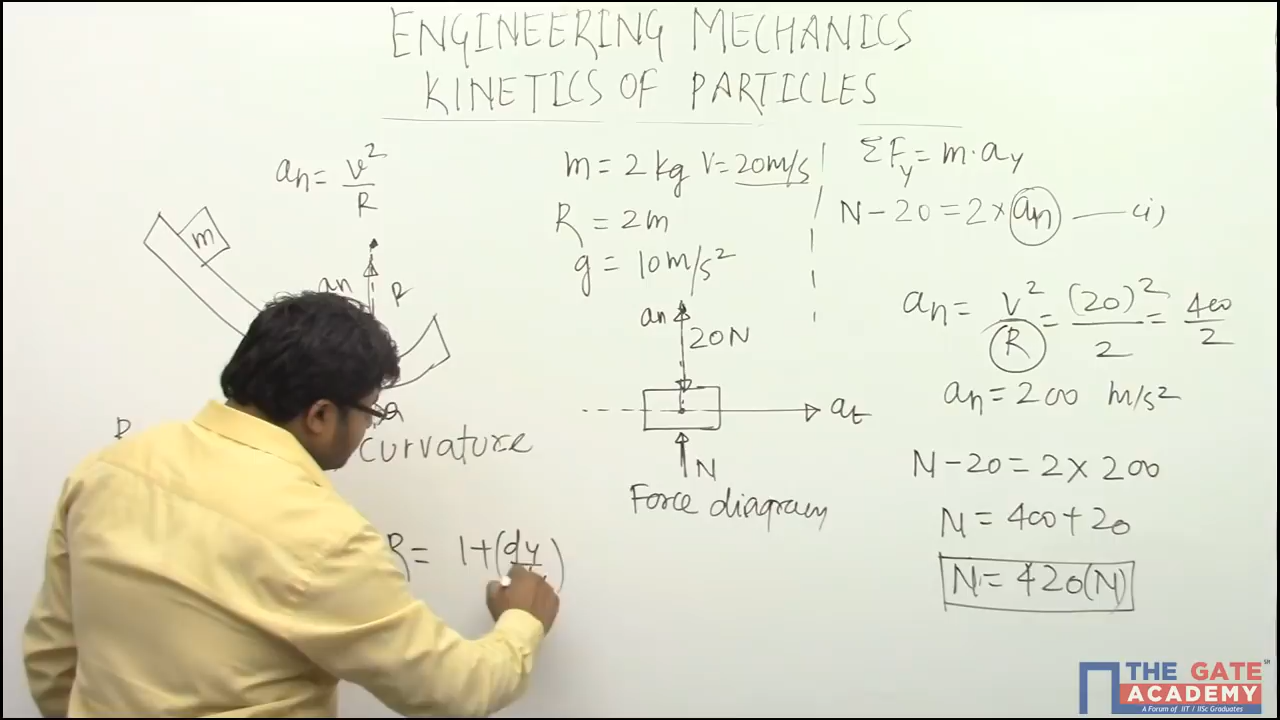 ENGINEERING MECHANICS
KINETICS OF PARTICLES
an = v²/R
m
an
R
a
curvature
R = 1+(dy
m = 2 kg v = 20m/s
R = 2m
g = 10m/s²
an
20N
at
N
Force diagram
ΣFy = m·ay
N - 20 = 2 × an —— (i)
an = V²/R = (20)²/2 = 400/2
an = 200 m/s²
N - 20 = 2 × 200
N = 400 + 20
N = 420(N)
THE GATE
ACADEMY
SM
A Forum of IIT / IISc Graduates